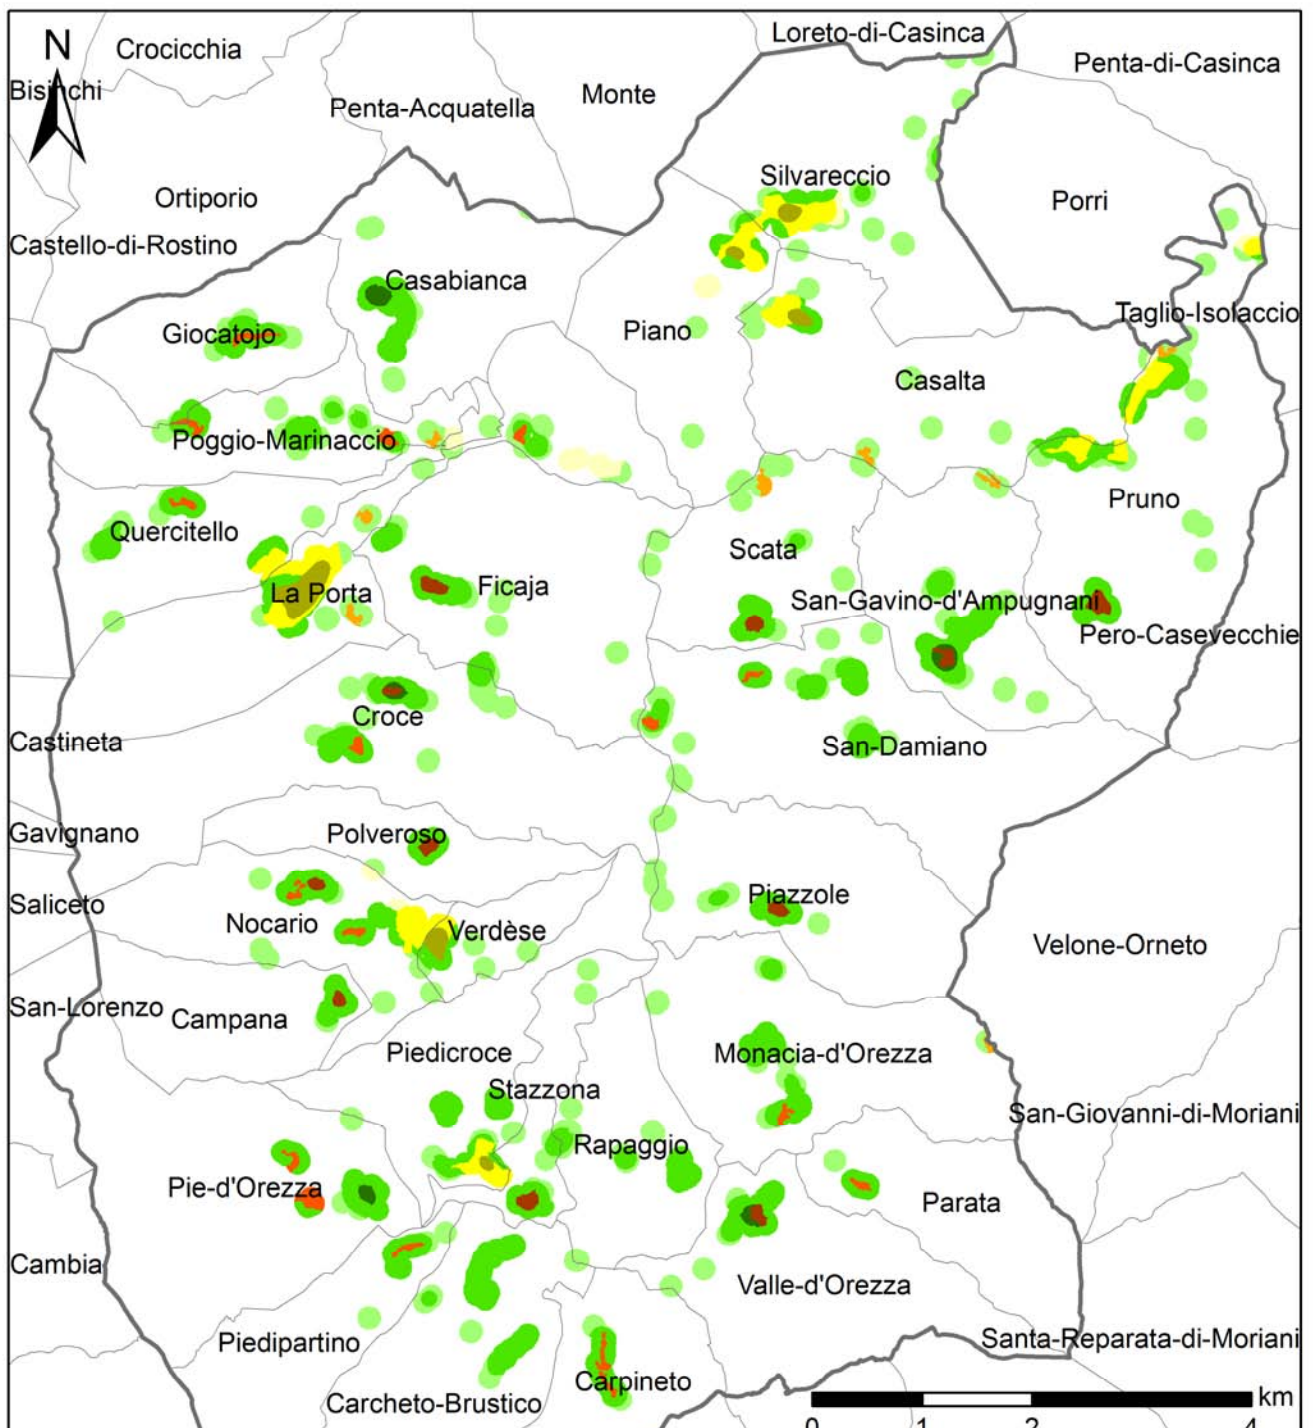 Loreto-di-Casinca
N
Crocicchia
Penta-di-Casinca
Bisinchi
Monte
Penta-Acquatella
Silvareccio
Ortiporio
Porri
Castello-di-Rostino
Casabianca
Taglio-Isolaccio
Giocatojo
Piano
Casalta
Poggio-Marinaccio
Pruno
Quercitello
Scata
La Porta
Ficaja
San-Gavino-d'Ampugnani
Pero-Casevecchie
Croce
Castineta
San-Damiano
Gavignano
Polveroso
Piazzole
Saliceto
Nocario
Verdèse
Velone-Orneto
San-Lorenzo
Campana
Piedicroce
Monacia-d'Orezza
Stazzona
San-Giovanni-di-Moriani
Rapaggio
Pie-d'Orezza
Parata
Cambia
Valle-d'Orezza
Piedipartino
Santa-Reparata-di-Moriani
Carpineto
Carcheto-Brustico
km
0 1 2 4